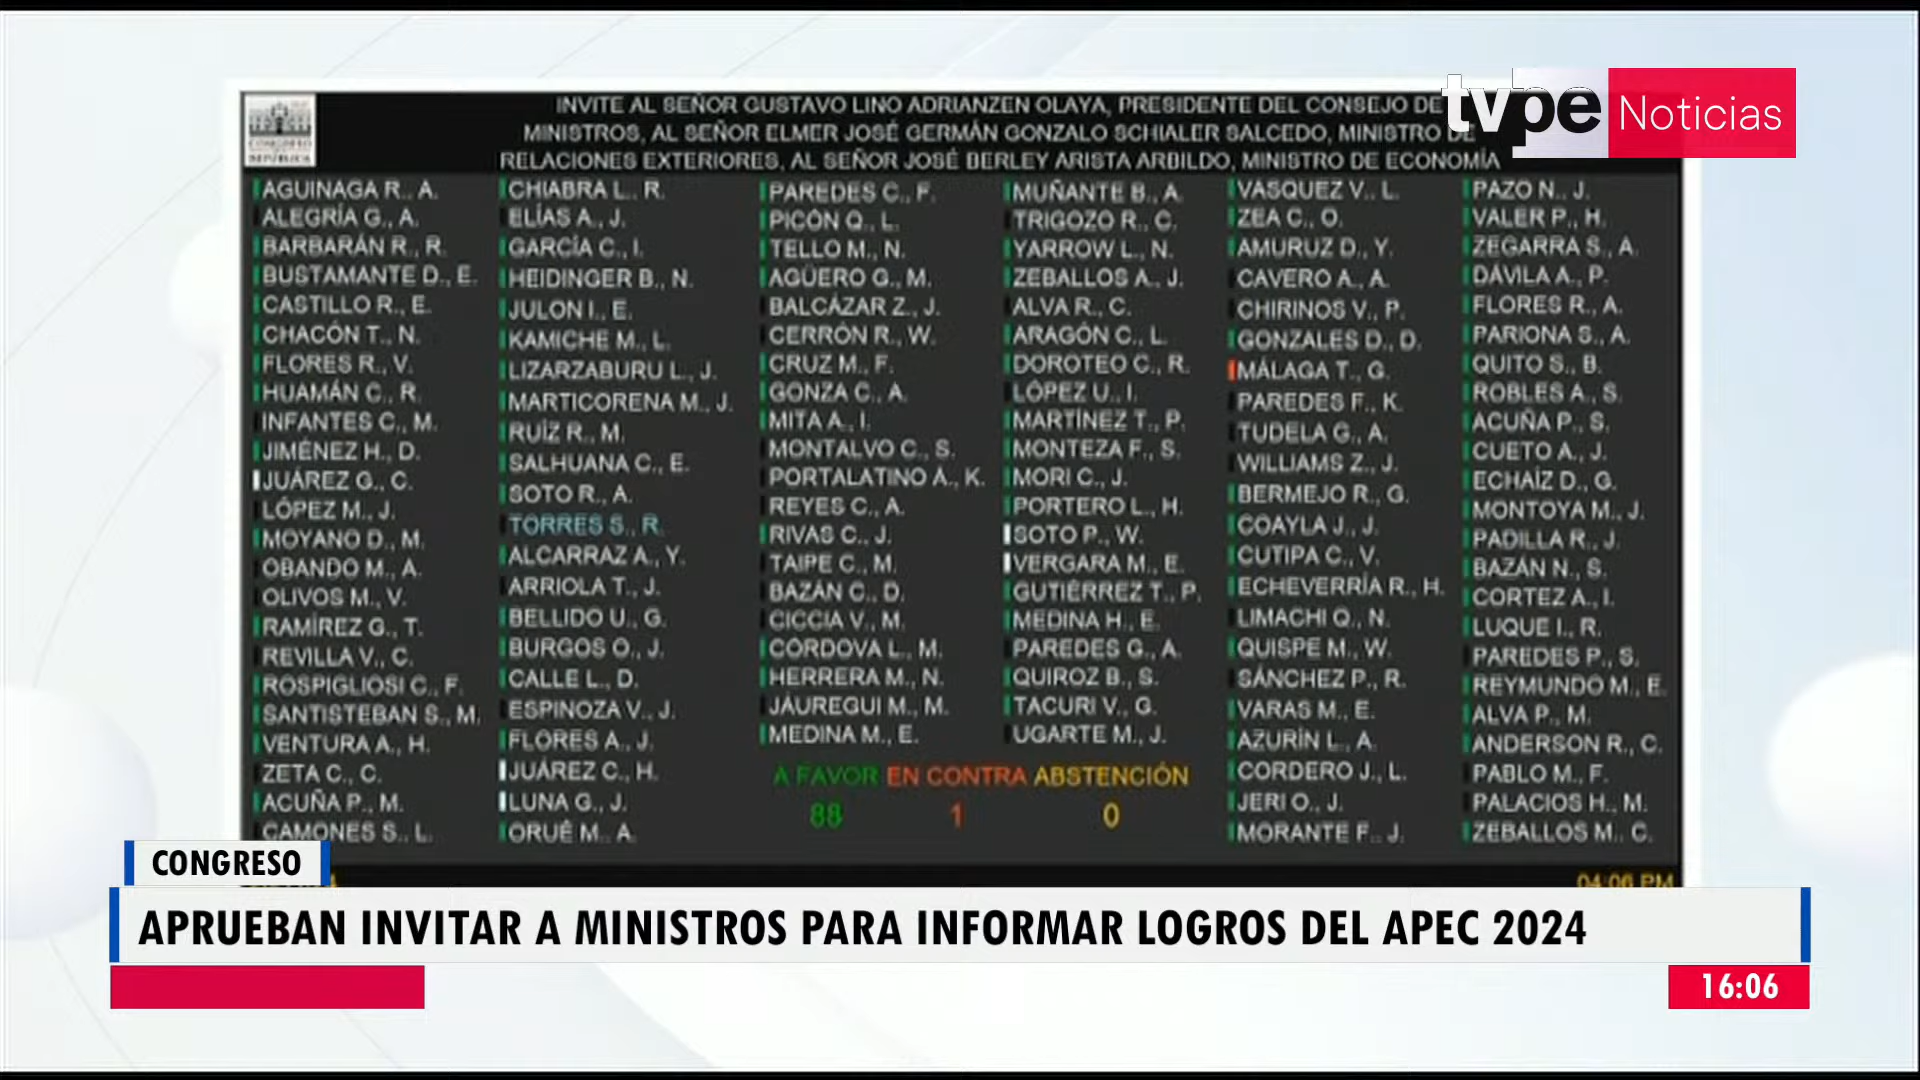 tvpe Noticias
CONGRESO
REPÚBLICA
INVITE AL SEÑOR GUSTAVO LINO ADRIANZEN OLAYA, PRESIDENTE DEL CONSEJO DE
MINISTROS, AL SEÑOR ELMER JOSÉ GERMÁN GONZALO SCHIALER SALCEDO, MINISTRO DE
RELACIONES EXTERIORES, AL SEÑOR JOSÉ BERLEY ARISTA ARBILDO, MINISTRO DE ECONOMÍA
AGUINAGA R., A.
ALEGRÍA G., A.
BARBARÁN R., R.
BUSTAMANTE D., E.
CASTILLO R., E.
CHACÓN T., N.
FLORES R., V.
HUAMÁN C., R.
INFANTES C., M.
JIMÉNEZ H., D.
JUÁREZ G., C.
LÓPEZ M., J.
MOYANO D., M.
OBANDO M., A.
OLIVOS M., V.
RAMÍREZ G., T.
REVILLA V., C.
ROSPIGLIOSI C., F.
SANTISTEBAN S., M.
VENTURA A., H.
ZETA C., C.
ACUÑA P., M.
CAMONES S., L.
CHIABRA L., R.
ELÍAS A., J.
GARCÍA C., I.
HEIDINGER B., N.
JULON I., E.
KAMICHE M., L.
LIZARZABURU L., J.
MARTICORENA M., J.
RUÍZ R., M.
SALHUANA C., E.
SOTO R., A.
TORRES S., R.
ALCARRAZ A., Y.
ARRIOLA T., J.
BELLIDO U., G.
BURGOS O., J.
CALLE L., D.
ESPINOZA V., J.
FLORES A., J.
JUÁREZ C., H.
LUNA G., J.
ORUÉ M., A.
PAREDES C., F.
PICÓN Q., L.
TELLO M., N.
AGÜERO G., M.
BALCÁZAR Z., J.
CERRÓN R., W.
CRUZ M., F.
GONZA C., A.
MITA A., I.
MONTALVO C., S.
PORTALATINO Á., K.
REYES C., A.
RIVAS C., J.
TAIPE C., M.
BAZÁN C., D.
CICCIA V., M.
CÓRDOVA L., M.
HERRERA M., N.
JÁUREGUI M., M.
MEDINA M., E.
MUÑANTE B., A.
TRIGOZO R., C.
YARROW L., N.
ZEBALLOS A., J.
ALVA R., C.
ARAGÓN C., L.
DOROTEO C., R.
LÓPEZ U., I.
MARTÍNEZ T., P.
MONTEZA F., S.
MORI C., J.
PORTERO L., H.
SOTO P., W.
VERGARA M., E.
GUTIÉRREZ T., P.
MEDINA H., E.
PAREDES G., A.
QUIROZ B., S.
TACURI V., G.
UGARTE M., J.
VASQUEZ V., L.
ZEA C., O.
AMURUZ D., Y.
CAVERO A., A.
CHIRINOS V., P.
GONZALES D., D.
MÁLAGA T., G.
PAREDES F., K.
TUDELA G., A.
WILLIAMS Z., J.
BERMEJO R., G.
COAYLA J., J.
CUTIPA C., V.
ECHEVERRÍA R., H.
LIMACHI Q., N.
QUISPE M., W.
SÁNCHEZ P., R.
VARAS M., E.
AZURÍN L., A.
CORDERO J., L.
JERI O., J.
MORANTE F., J.
PAZO N., J.
VALER P., H.
ZEGARRA S., A.
DÁVILA A., P.
FLORES R., A.
PARIONA S., A.
QUITO S., B.
ROBLES A., S.
ACUÑA P., S.
CUETO A., J.
ECHAÍZ D., G.
MONTOYA M., J.
PADILLA R., J.
BAZÁN N., S.
CORTEZ A., I.
LUQUE I., R.
PAREDES P., S.
REYMUNDO M., E.
ALVA P., M.
ANDERSON R., C.
PABLO M., F.
PALACIOS H., M.
ZEBALLOS M., C.
A FAVOR EN CONTRA ABSTENCIÓN
88 1 0
04:06 PM
CONGRESO
APRUEBAN INVITAR A MINISTROS PARA INFORMAR LOGROS DEL APEC 2024
16:06